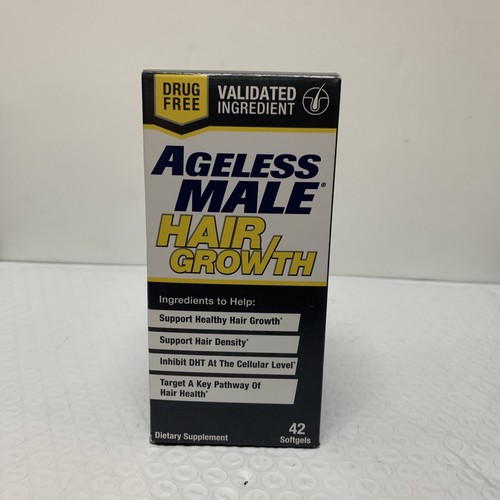 DRUG
FREE
VALIDATED
INGREDIENT
AGELESS
MALE®
HAIR
GROWTH
Ingredients to Help:
Support Healthy Hair Growth*
Support Hair Density*
Inhibit DHT At The Cellular Level*
Target A Key Pathway Of
Hair Health*
Dietary Supplement
42
Softgels